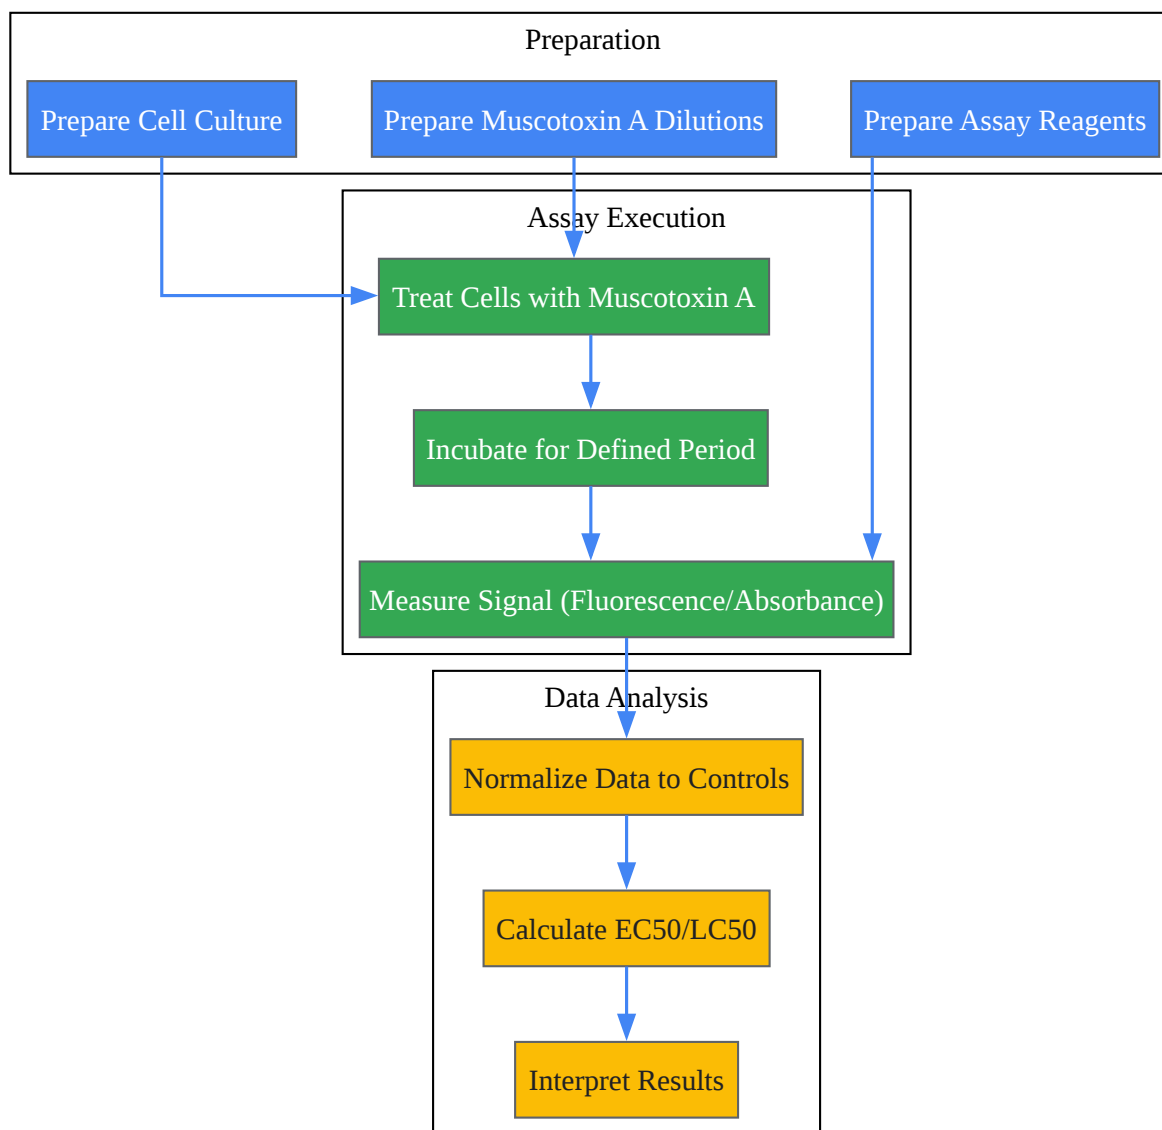 Preparation
Prepare Cell Culture
Prepare Muscotoxin A Dilutions
Prepare Assay Reagents
Assay Execution
Treat Cells with Muscotoxin A
Incubate for Defined Period
Measure Signal (Fluorescence/Absorbance)
Data Analysis
Normalize Data to Controls
Calculate EC50/LC50
Interpret Results